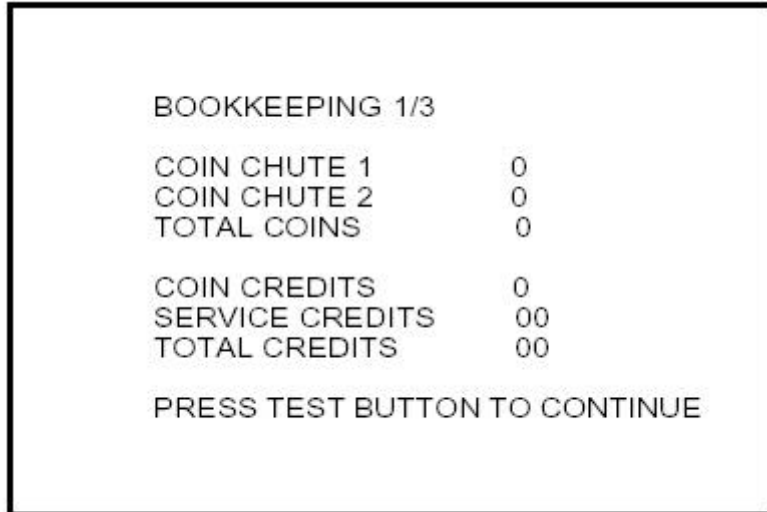 BOOKKEEPING 1/3
COIN CHUTE 1 0
COIN CHUTE 2 0
TOTAL COINS 0
COIN CREDITS 0
SERVICE CREDITS 00
TOTAL CREDITS 00
PRESS TEST BUTTON TO CONTINUE